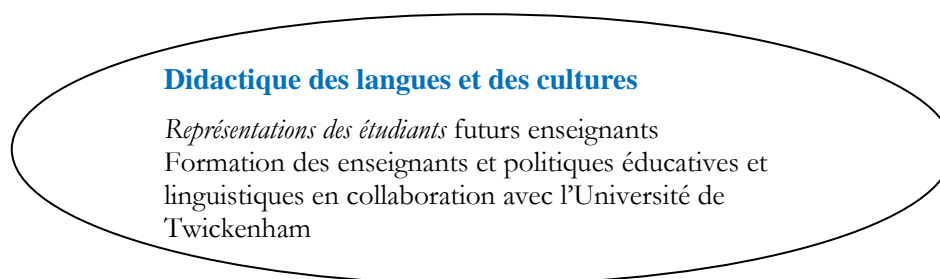 Didactique des langues et des cultures
Représentations des étudiants futurs enseignants
Formation des enseignants et politiques éducatives et
linguistiques en collaboration avec l’Université de
Twickenham